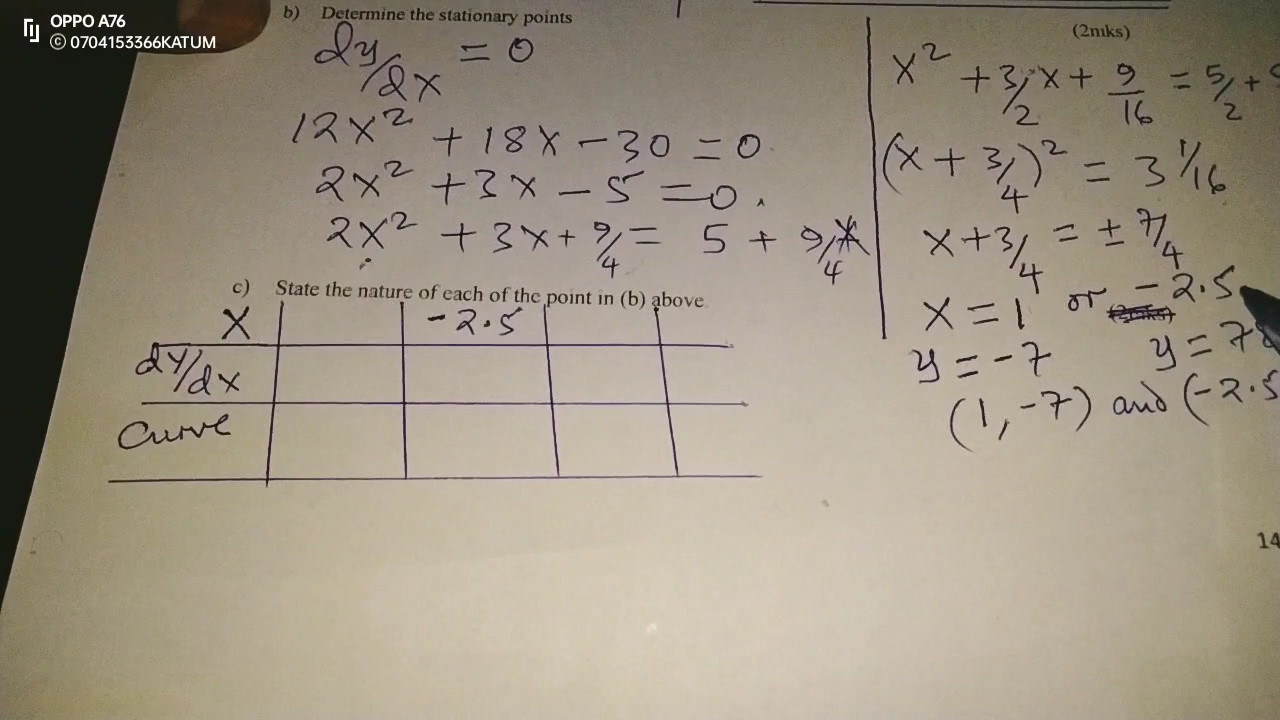 OPPO A76
© 0704153366KATUM
b) Determine the stationary points
dy/dx = 0
12x² + 18x - 30 = 0
2x² + 3x - 5 = 0.
2x² + 3x + 9/4 = 5 + 9/4
(2mks)
x² + 3/2 x + 9/16 = 5/2 +
(x + 3/4)² = 3 1/16
x + 3/4 = ± 7/4
x = 1 or -2.5
y = -7 y = 7
(1, -7) and (-2.5
c) State the nature of each of the point in (b) above
x -2.5
dy/dx
Curve
14